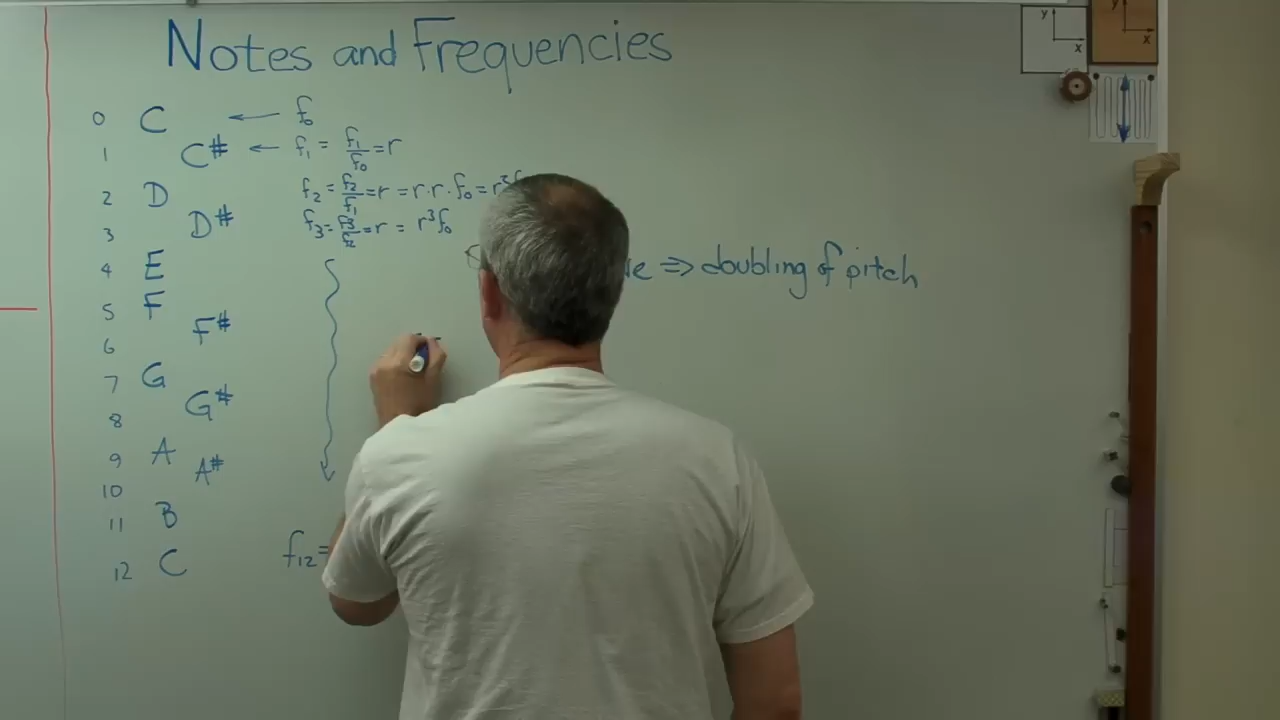 Notes and Frequencies
0 C ← f₀
1 C# ← f₁ = f₁/f₀ = r
2 D f₂ = f₂/f₁ = r = r·r·f₀ = r²f
3 D# f₃ = f₃/f₂ = r = r³f₀
4 E ⇒ doubling of pitch
5 F
6 F#
7 G
8 G#
9 A
10 A#
11 B
12 C f₁₂ =
y x
y x